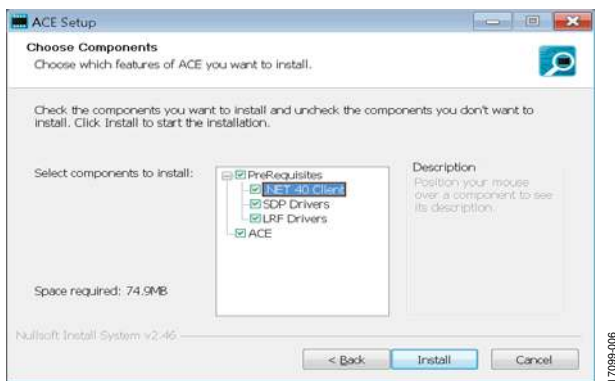 ACE Setup
Choose Components
Choose which features of ACE you want to install.
Check the components you want to install and uncheck the components you don't want to
install. Click Install to start the installation.
Select components to install:
PreRequisites
.NET 40 Client
SDP Drivers
LRF Drivers
ACE
Description
Position your mouse
over a component to see
its description.
Space required: 74.9MB
Nullsoft Install System v2.46
< Back
Install
Cancel
17099-006